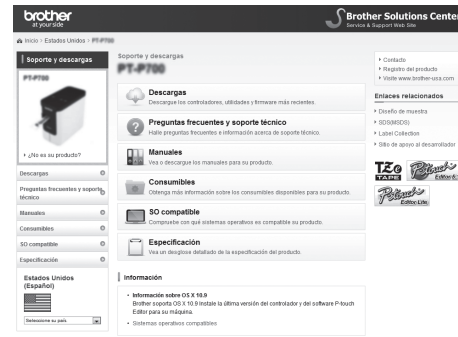 brother
at your side
Brother Solutions Center
Service & Support Web Site
Inicio > Estados Unidos > PT-P700
Soporte y descargas
PT-P700
¿No es su producto?
Descargas
Preguntas frecuentes y soporte
técnico
Manuales
Consumibles
SO compatible
Especificación
Estados Unidos
(Español)
Seleccione su país
Soporte y descargas
PT-P700
Descargas
Descargue los controladores, utilidades y firmware más recientes.
Preguntas frecuentes y soporte técnico
Halle preguntas frecuentes e información acerca de soporte técnico.
Manuales
Vea o descargue los manuales para su producto.
Consumibles
Obtenga más información sobre los consumibles disponibles para su producto.
SO compatible
Compruebe con qué sistemas operativos es compatible su producto.
Especificación
Vea un desglose detallado de la especificación del producto.
Información
Información sobre OS X 10.9
Brother soporta OS X 10.9 Instale la última versión del controlador y del software P-touch
Editor para su máquina.
Sistemas operativos compatibles
Contacto
Registro del producto
Visite www.brother-usa.com
Enlaces relacionados
Diseño de muestra
SDS(MSDS)
Label Collection
Sitio de apoyo al desarrollador
TZe
TAPE
P-touch
Editor
P-touch
Editor Lite